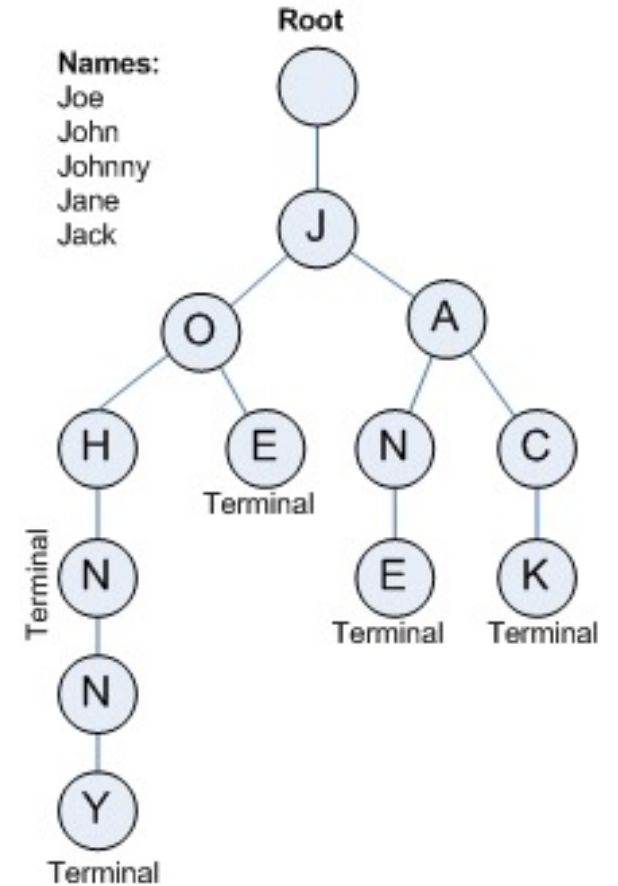 Root
Names:
Joe
John
Johnny
Jane
Jack
J
O
A
H
E
N
C
Terminal
Terminal
N
E
K
Terminal
Terminal
N
Y
Terminal